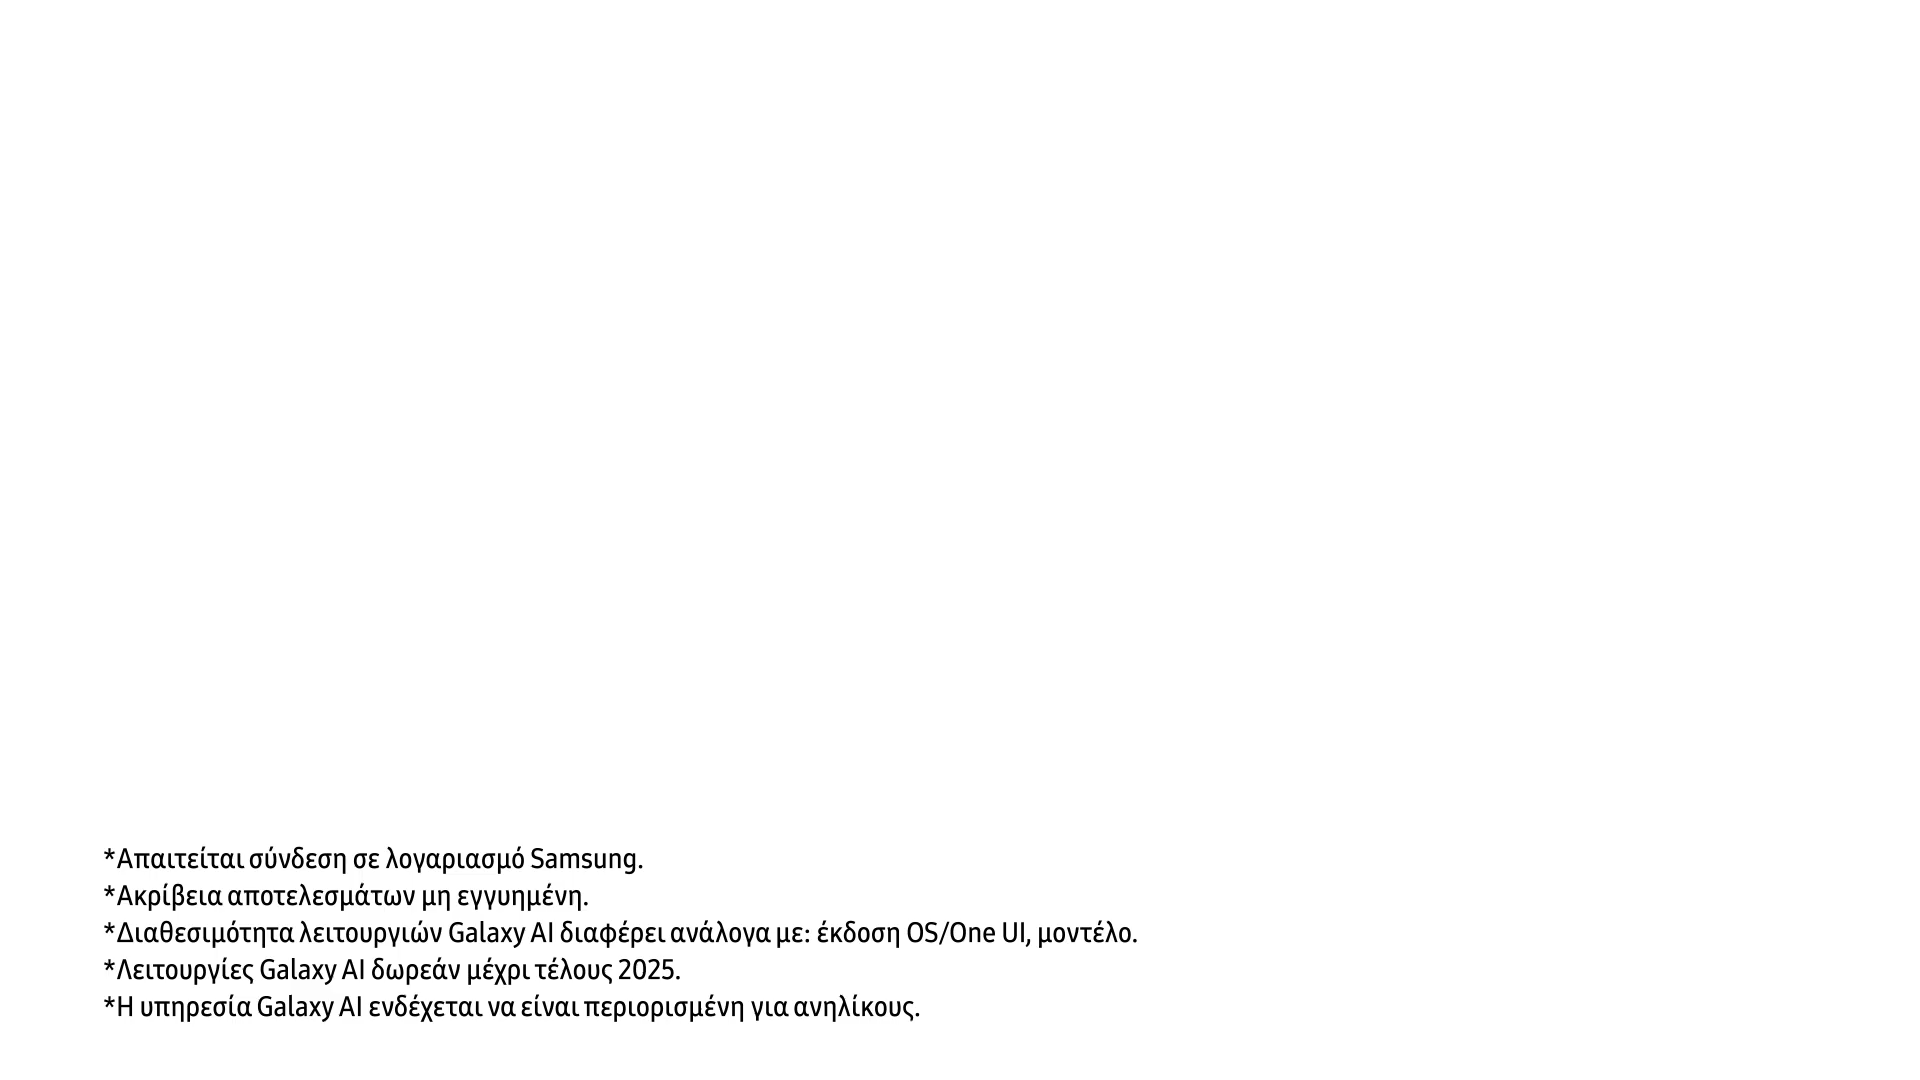 *Απαιτείται σύνδεση σε λογαριασμό Samsung.
*Ακρίβεια αποτελεσμάτων μη εγγυημένη.
*Διαθεσιμότητα λειτουργιών Galaxy AI διαφέρει ανάλογα με: έκδοση OS/One UI, μοντέλο.
*Λειτουργίες Galaxy AI δωρεάν μέχρι τέλους 2025.
*Η υπηρεσία Galaxy AI ενδέχεται να είναι περιορισμένη για ανηλίκους.